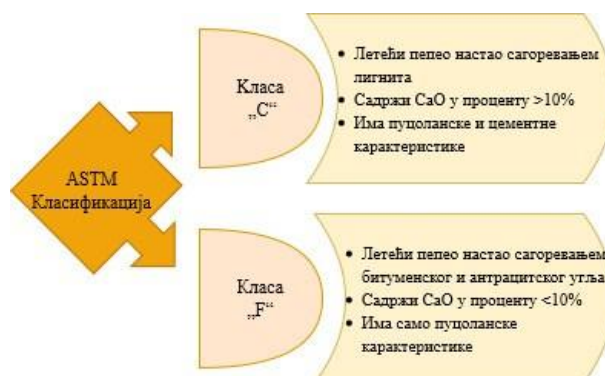 ASTM
Класификација
Класа
„C“
• Летећи пепео настао сагоревањем
лигнита
• Садржи CaO у проценту >10%
• Има пуцоланске и цементне
карактеристике
Класа
„F“
• Летећи пепео настао сагоревањем
битуменског и антрацитског угља
• Садржи CaO у проценту <10%
• Има само пуцоланске
карактеристике